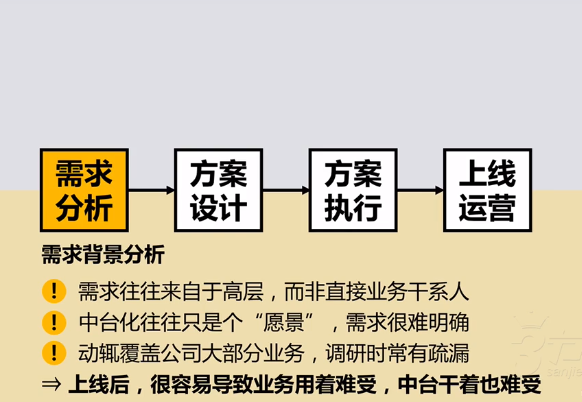 需求
分析
方案
设计
方案
执行
上线
运营
需求背景分析
! 需求往往来自于高层，而非直接业务干系人
! 中台化往往只是个“愿景”，需求很难明确
! 动辄覆盖公司大部分业务，调研时常有疏漏
⇒ 上线后，很容易导致业务用着难受，中台干着也难受